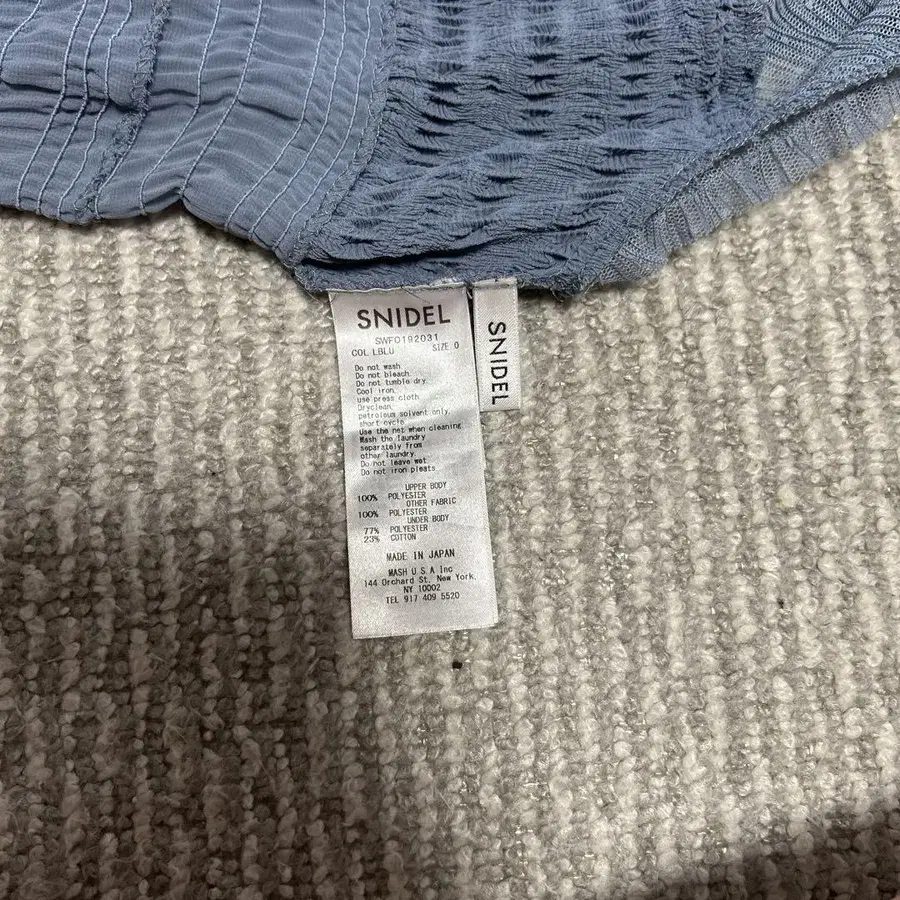 SNIDEL
SWFO192031
COL.LBLU SIZE 0
Do not wash
Do not bleach.
Do not tumble dry.
Cool iron.
use press cloth
Dryclean,
petroleum solvent only,
short cycle
Use the net when cleaning
Wash the laundry
separately from
other laundry.
Do not leave wet
Do not iron pleats
UPPER BODY
100% POLYESTER
OTHER FABRIC
100% POLYESTER
UNDER BODY
77% POLYESTER
23% COTTON
MADE IN JAPAN
MASH U S A Inc
144 Orchard St. New York,
NY 10002
TEL 917 409 5520
SNIDEL